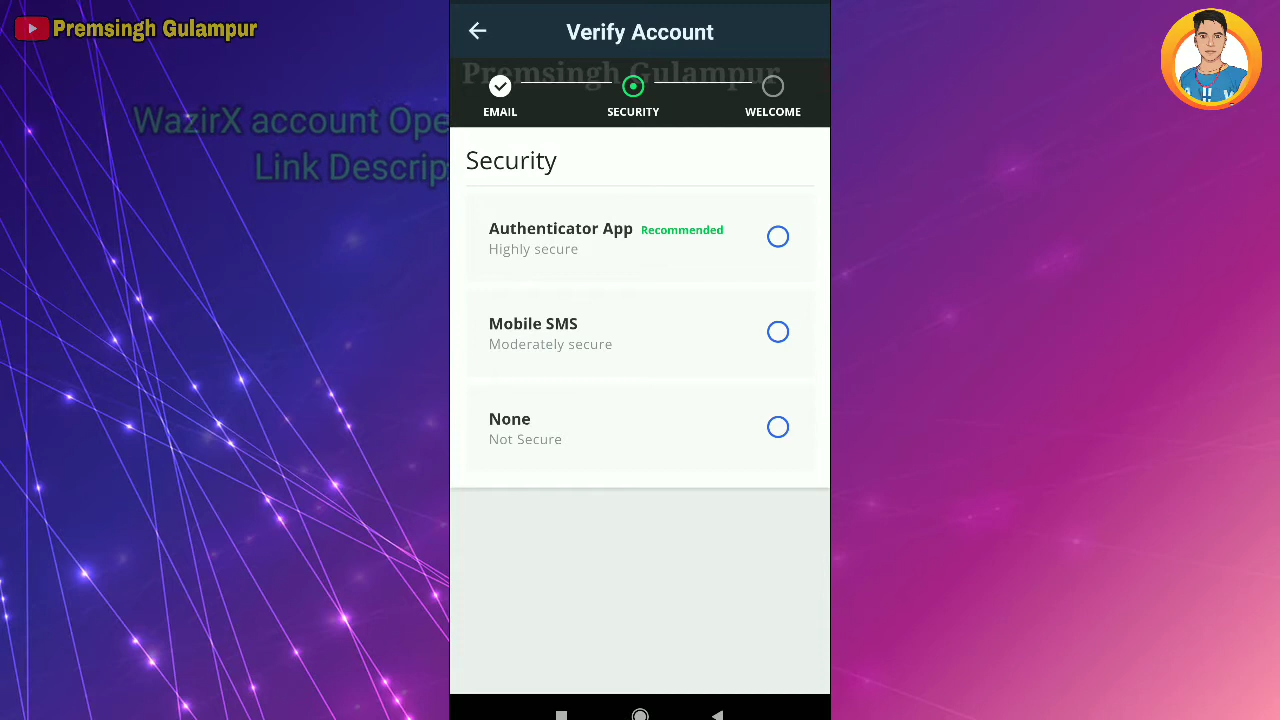 Premsingh Gulampur
WazirX account Ope
Link Descrip
Verify Account
Premsingh Gulampur
EMAIL
SECURITY
WELCOME
Security
Authenticator App Recommended
Highly secure
Mobile SMS
Moderately secure
None
Not Secure